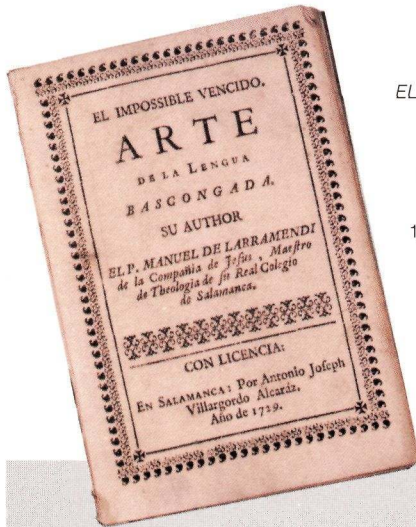 EL IMPOSSIBLE VENCIDO.
ARTE
DE LA LENGUA
BASCONGADA.
SU AUTHOR
EL P. MANUEL DE LARRAMENDI
de la Compañia de Jesus, Maestro
de Theologia de su Real Colegio
de Salamanca.
CON LICENCIA:
EN SALAMANCA: Por Antonio Joseph
Villargordo Alcaráz.
Año de 1729.
EL
1